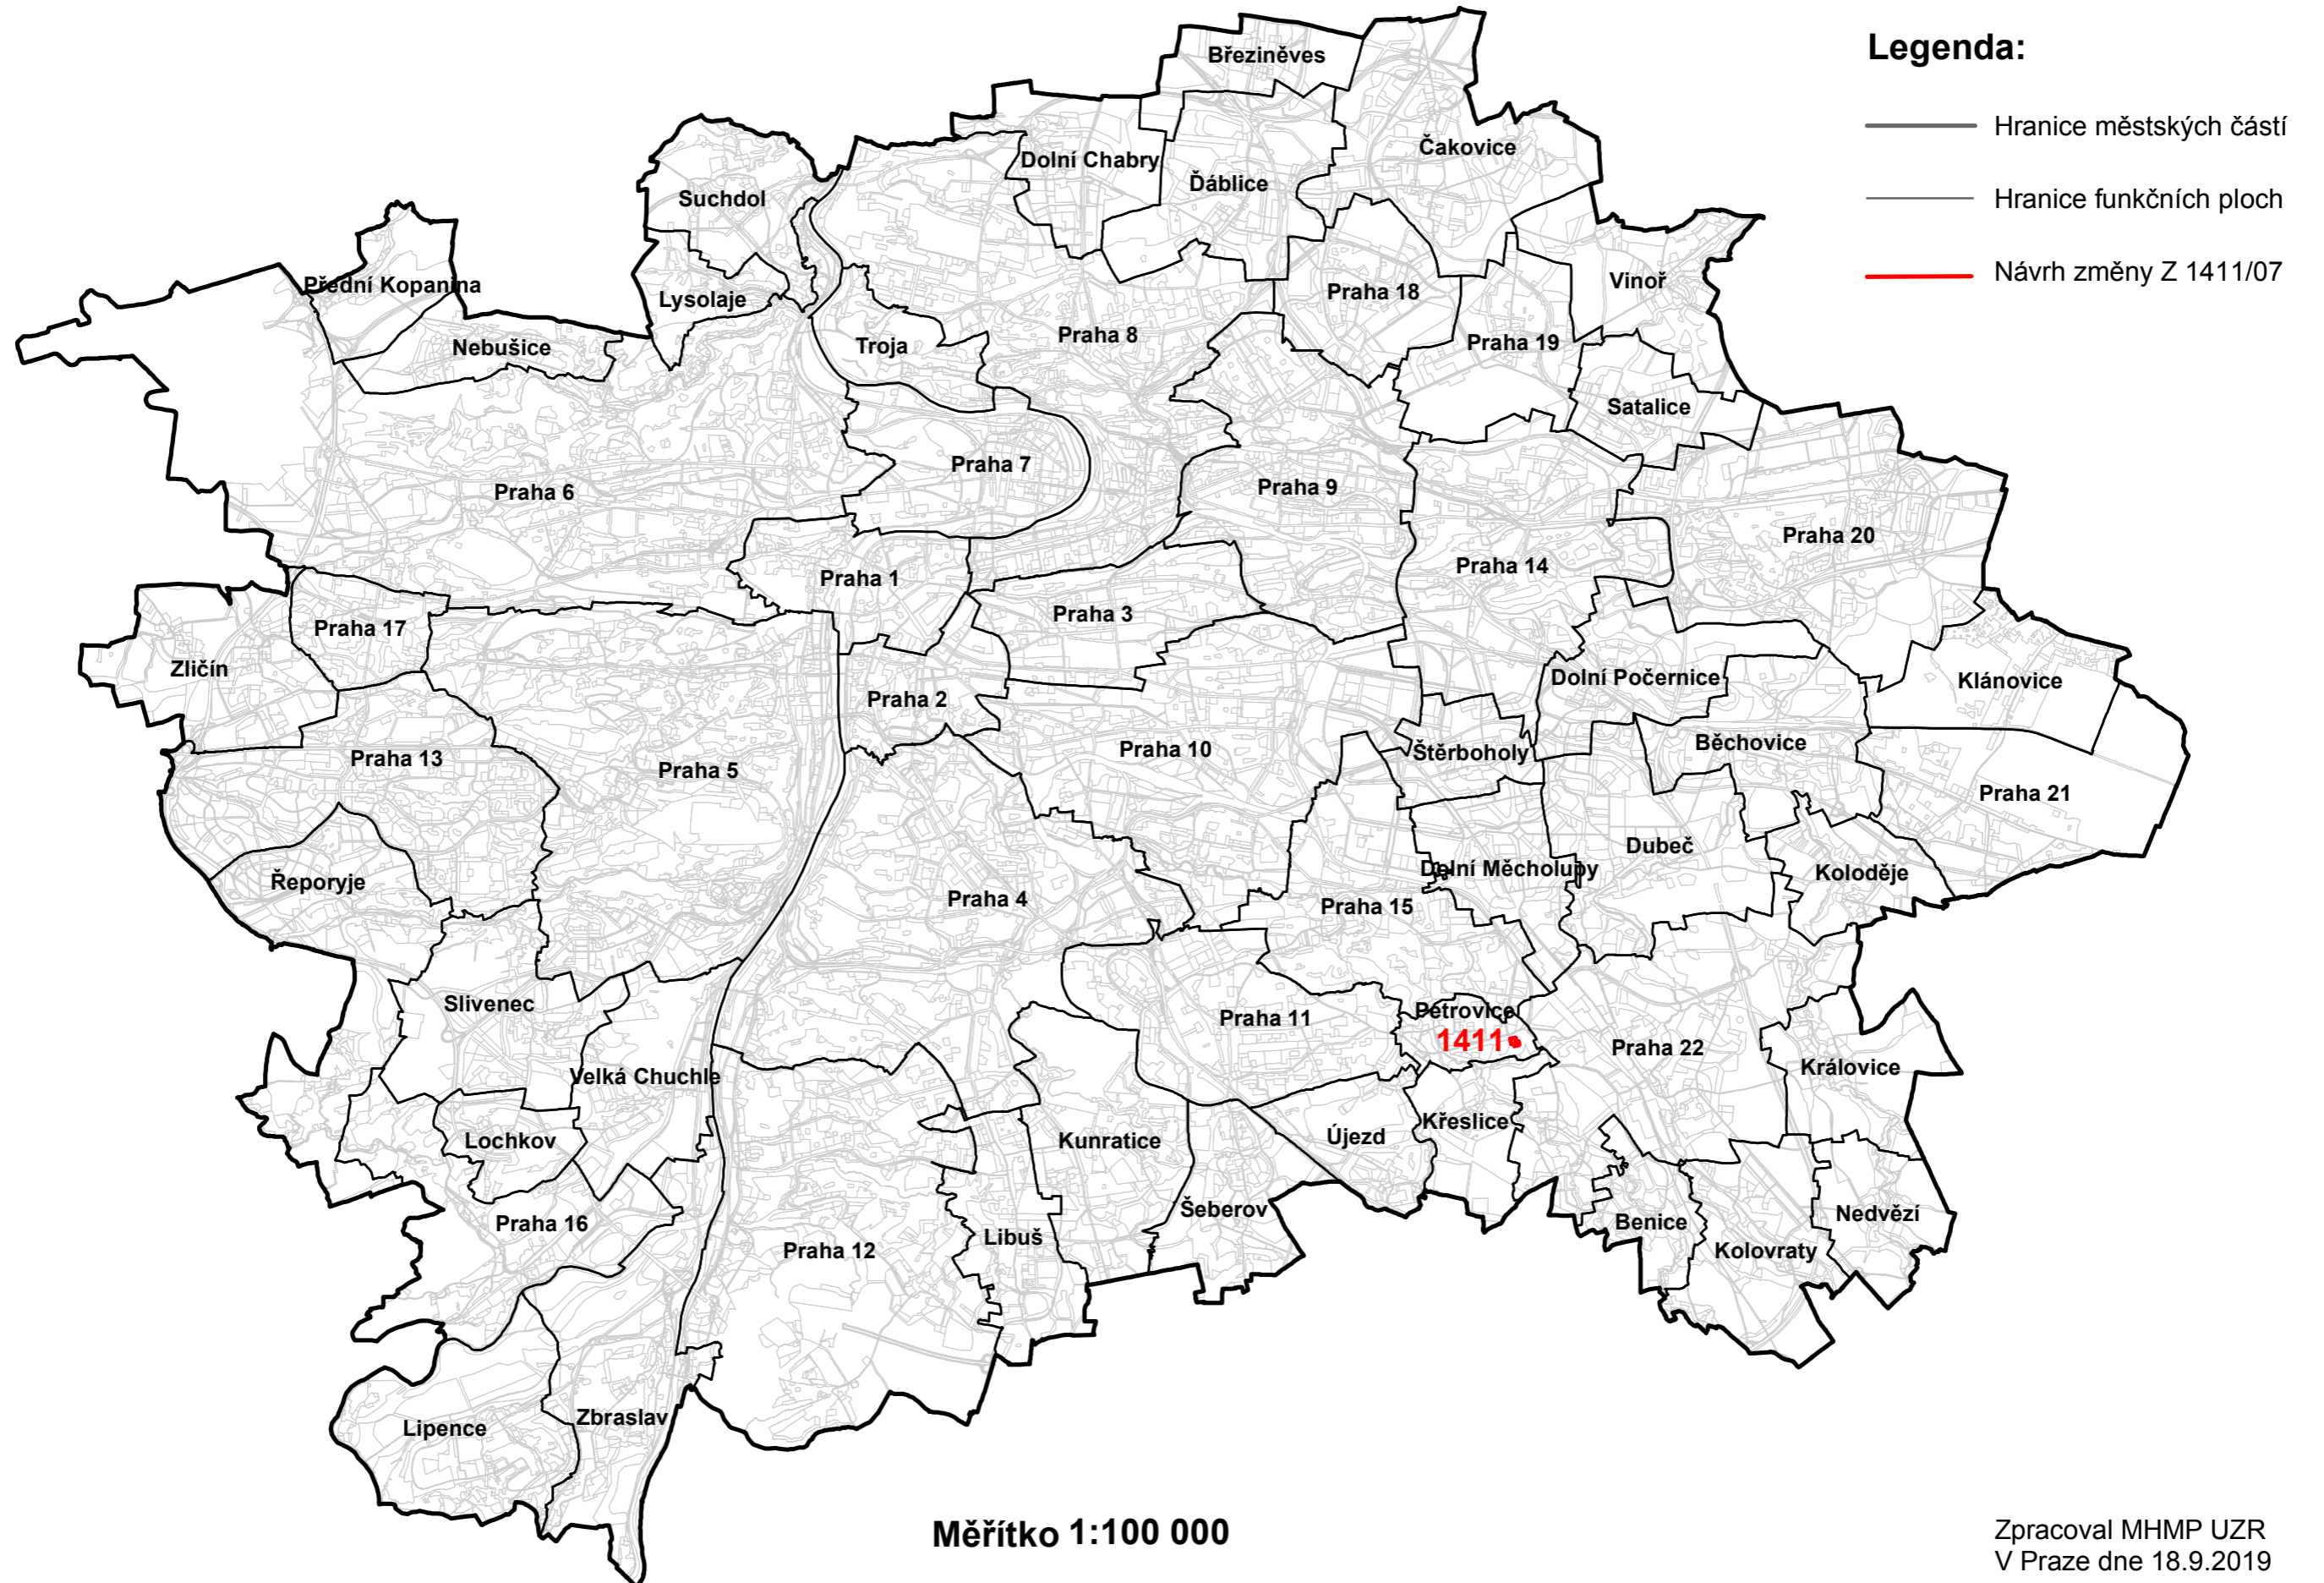 Legenda:
Hranice městských částí
Hranice funkčních ploch
Návrh změny Z 1411/07
Březiněves
Čakovice
Dolní Chabry
Ďáblice
Suchdol
Přední Kopanina
Lysolaje
Vinoř
Praha 18
Nebušice
Troja
Praha 8
Praha 19
Satalice
Praha 7
Praha 6
Praha 9
Praha 20
Praha 1
Praha 14
Praha 3
Praha 17
Zličín
Praha 2
Dolní Počernice
Klánovice
Praha 13
Praha 5
Praha 10
Štěrboholy
Běchovice
Praha 21
Řeporyje
Praha 4
Praha 15
Dolní Měcholupy
Dubeč
Koloděje
Slivenec
Praha 11
Petrovice
1411
Praha 22
Královice
Velká Chuchle
Lochkov
Kunratice
Újezd
Křeslice
Praha 16
Praha 12
Libuš
Šeberov
Benice
Kolovraty
Nedvězí
Lipence
Zbraslav
Měřítko 1:100 000
Zpracoval MHMP UZR
V Praze dne 18.9.2019